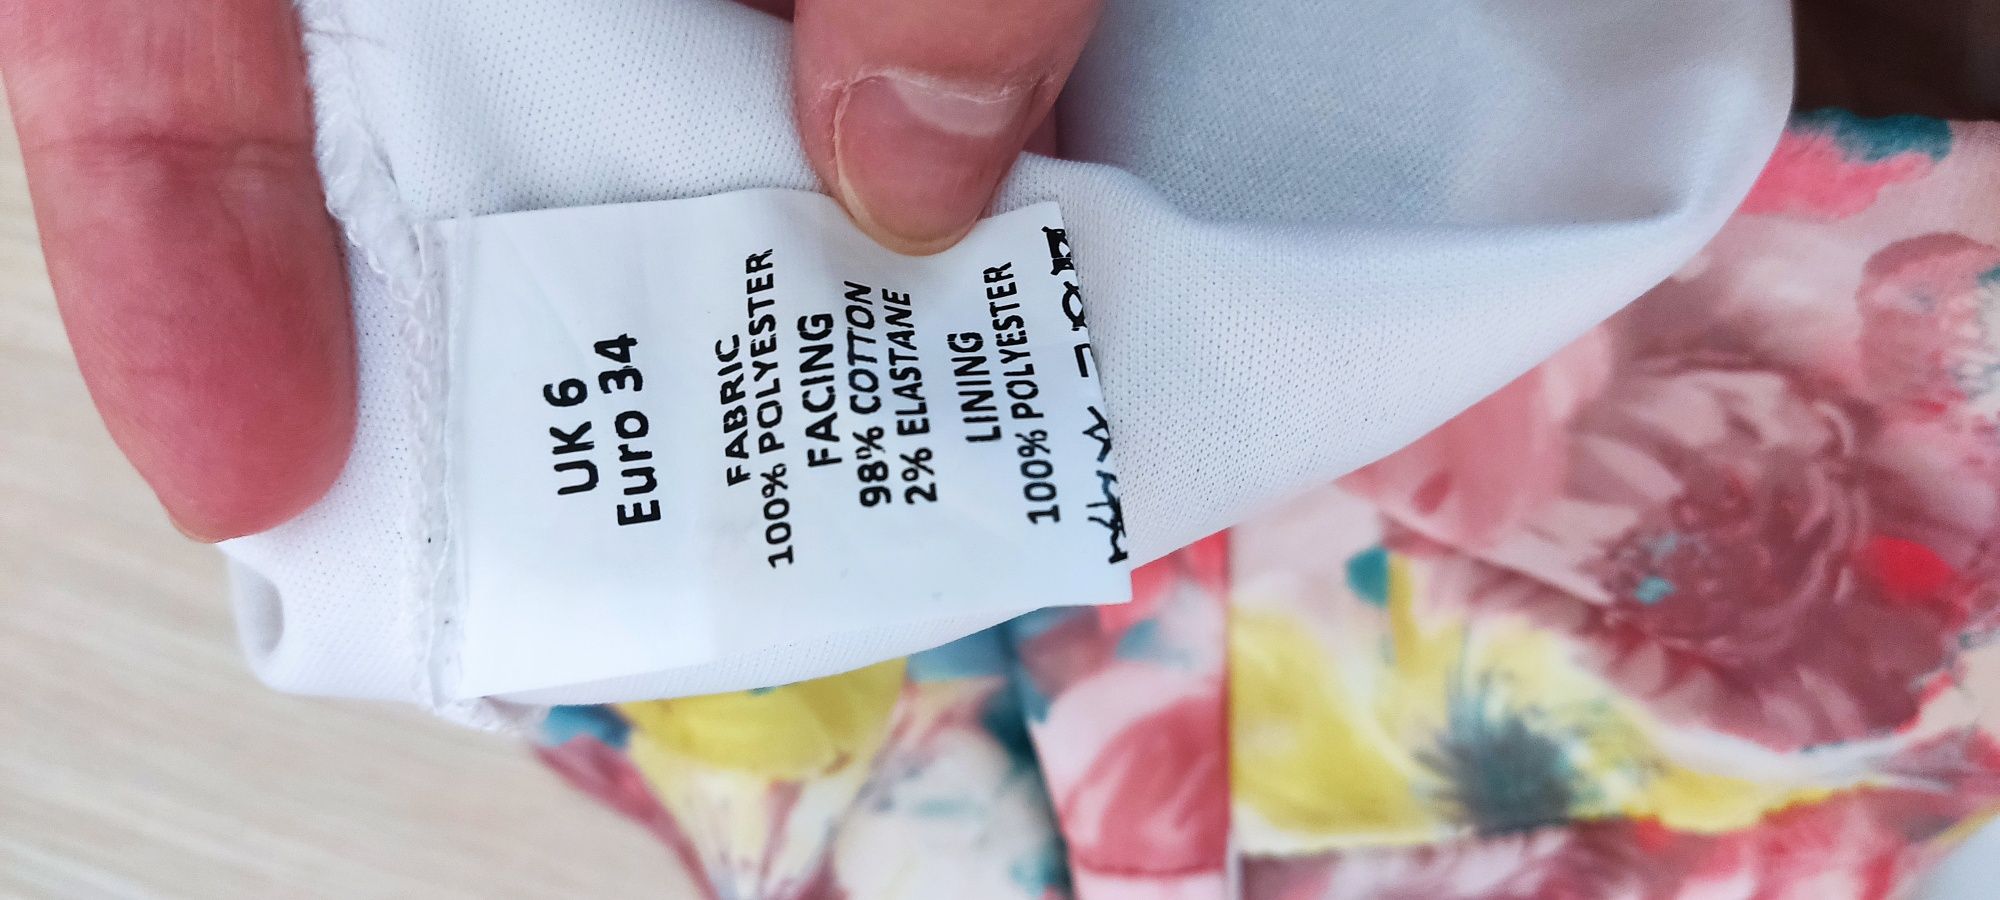 UK 6
Euro 34
FABRIC
100% POLYESTER
FACING
98% COTTON
2% ELASTANE
LINING
100% POLYESTER